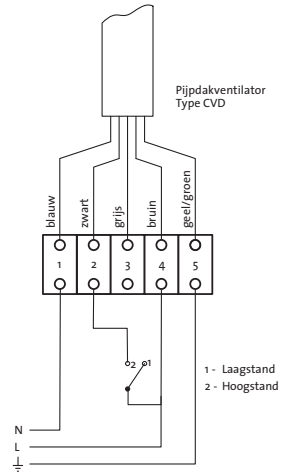 Pijpdakventilator
Type CVD
blauw
zwart
grijs
bruin
geel/groen
1 2 3 4 5
2 1
1 - Laagstand
2 - Hoogstand
N
L